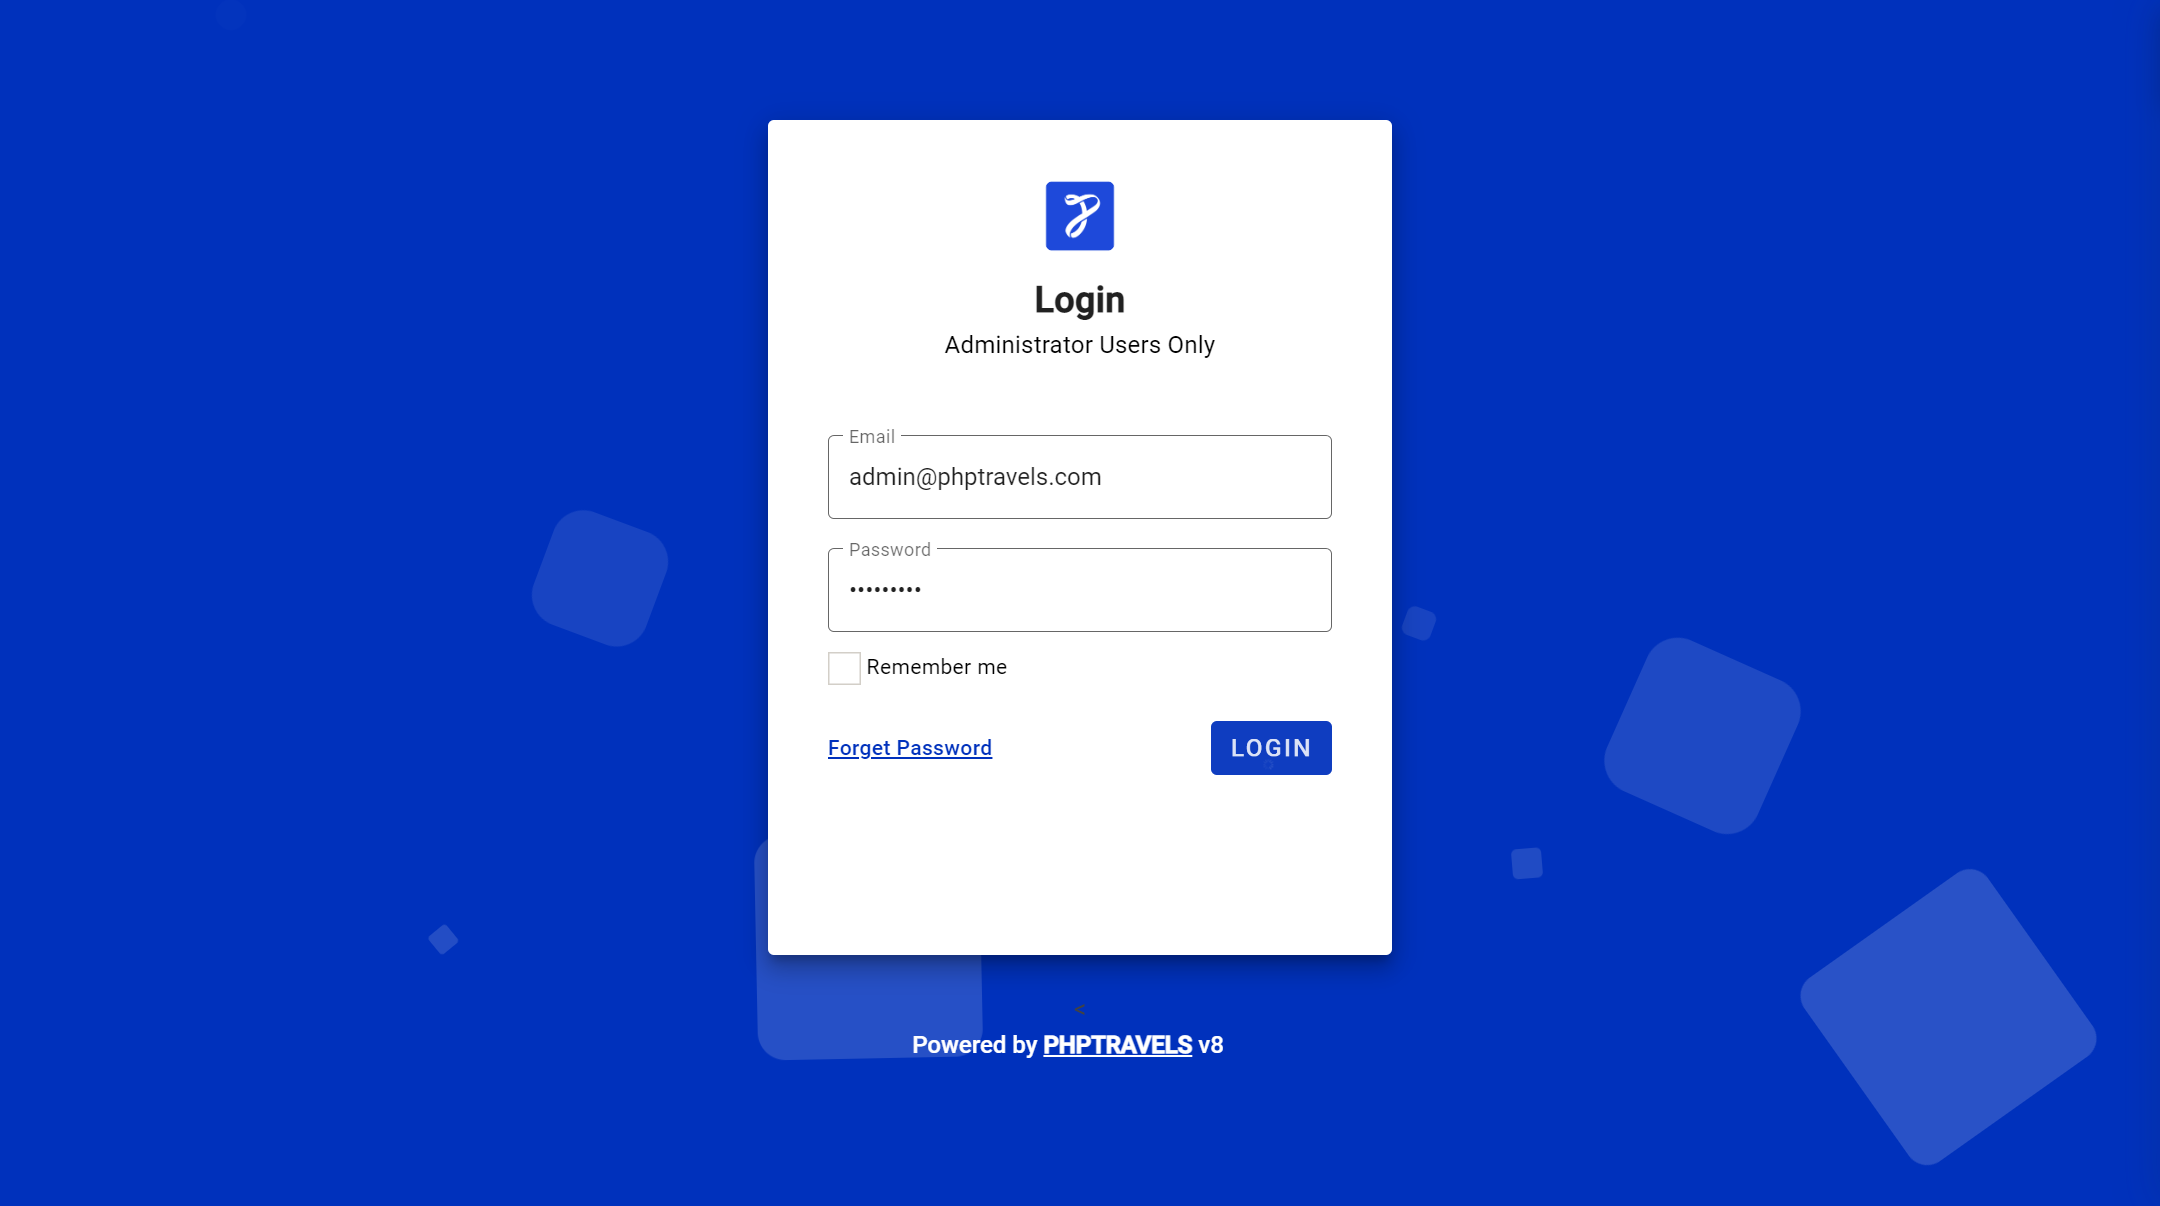 Login
Administrator Users Only
Email
admin@phptravels.com
Password
•••••••••
Remember me
Forget Password
LOGIN
<
Powered by PHPTRAVELS v8